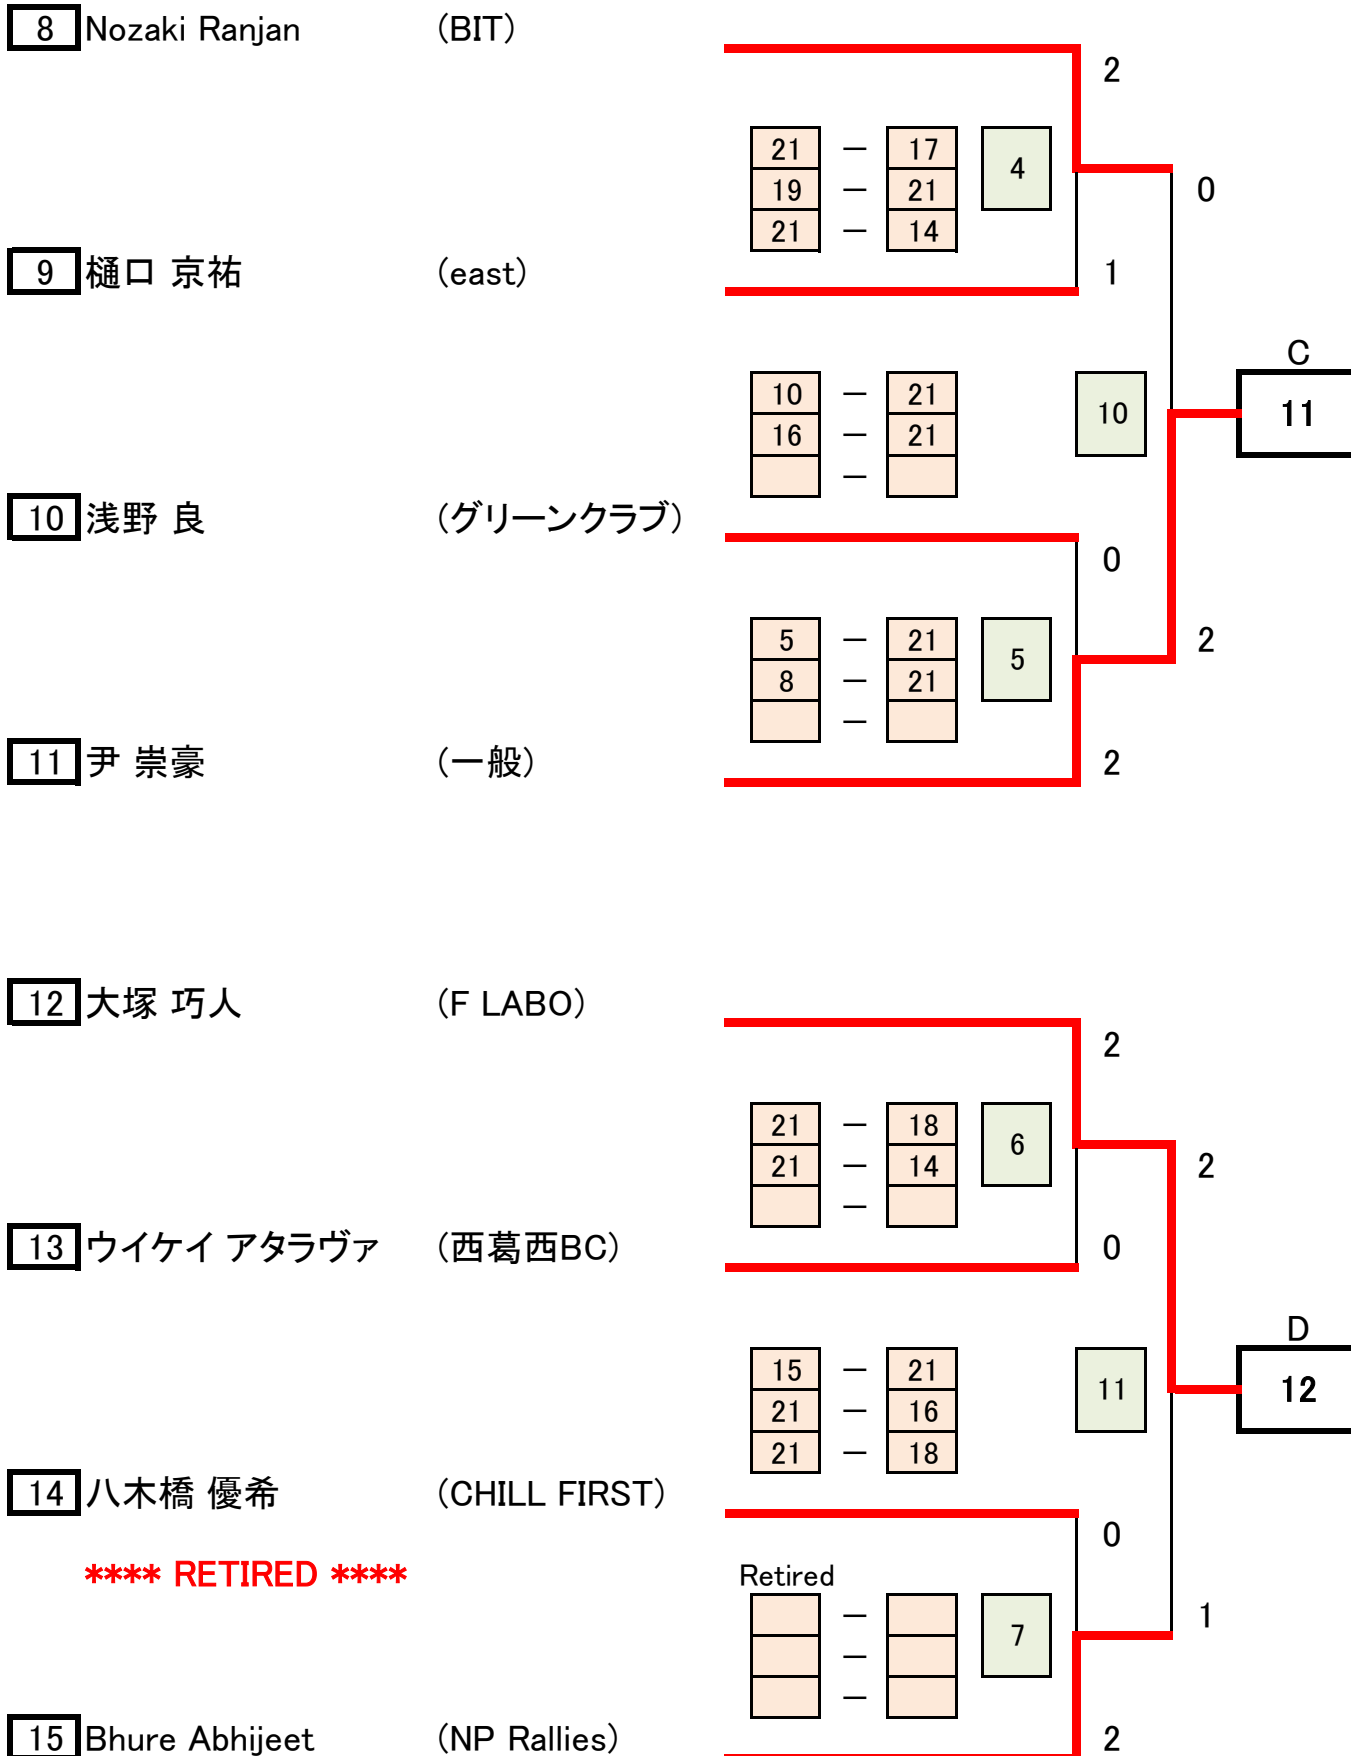 8 Nozaki Ranjan (BIT)
2
21 － 17 4
19 － 21 0
21 － 14
9 樋口 京祐 (east) 1
C
10 － 21 10 11
16 － 21
－
10 浅野 良 (グリーンクラブ)
0
5 － 21 5 2
8 － 21
－
11 尹 崇豪 (一般) 2
12 大塚 巧人 (F LABO)
2
21 － 18 6
21 － 14 2
－
13 ウイケイ アタラヴァ (西葛西BC) 0
D
15 － 21 11 12
21 － 16
21 － 18
14 八木橋 優希 (CHILL FIRST)
0
**** RETIRED **** Retired
－ 7 1
－
－
15 Bhure Abhijeet (NP Rallies) 2